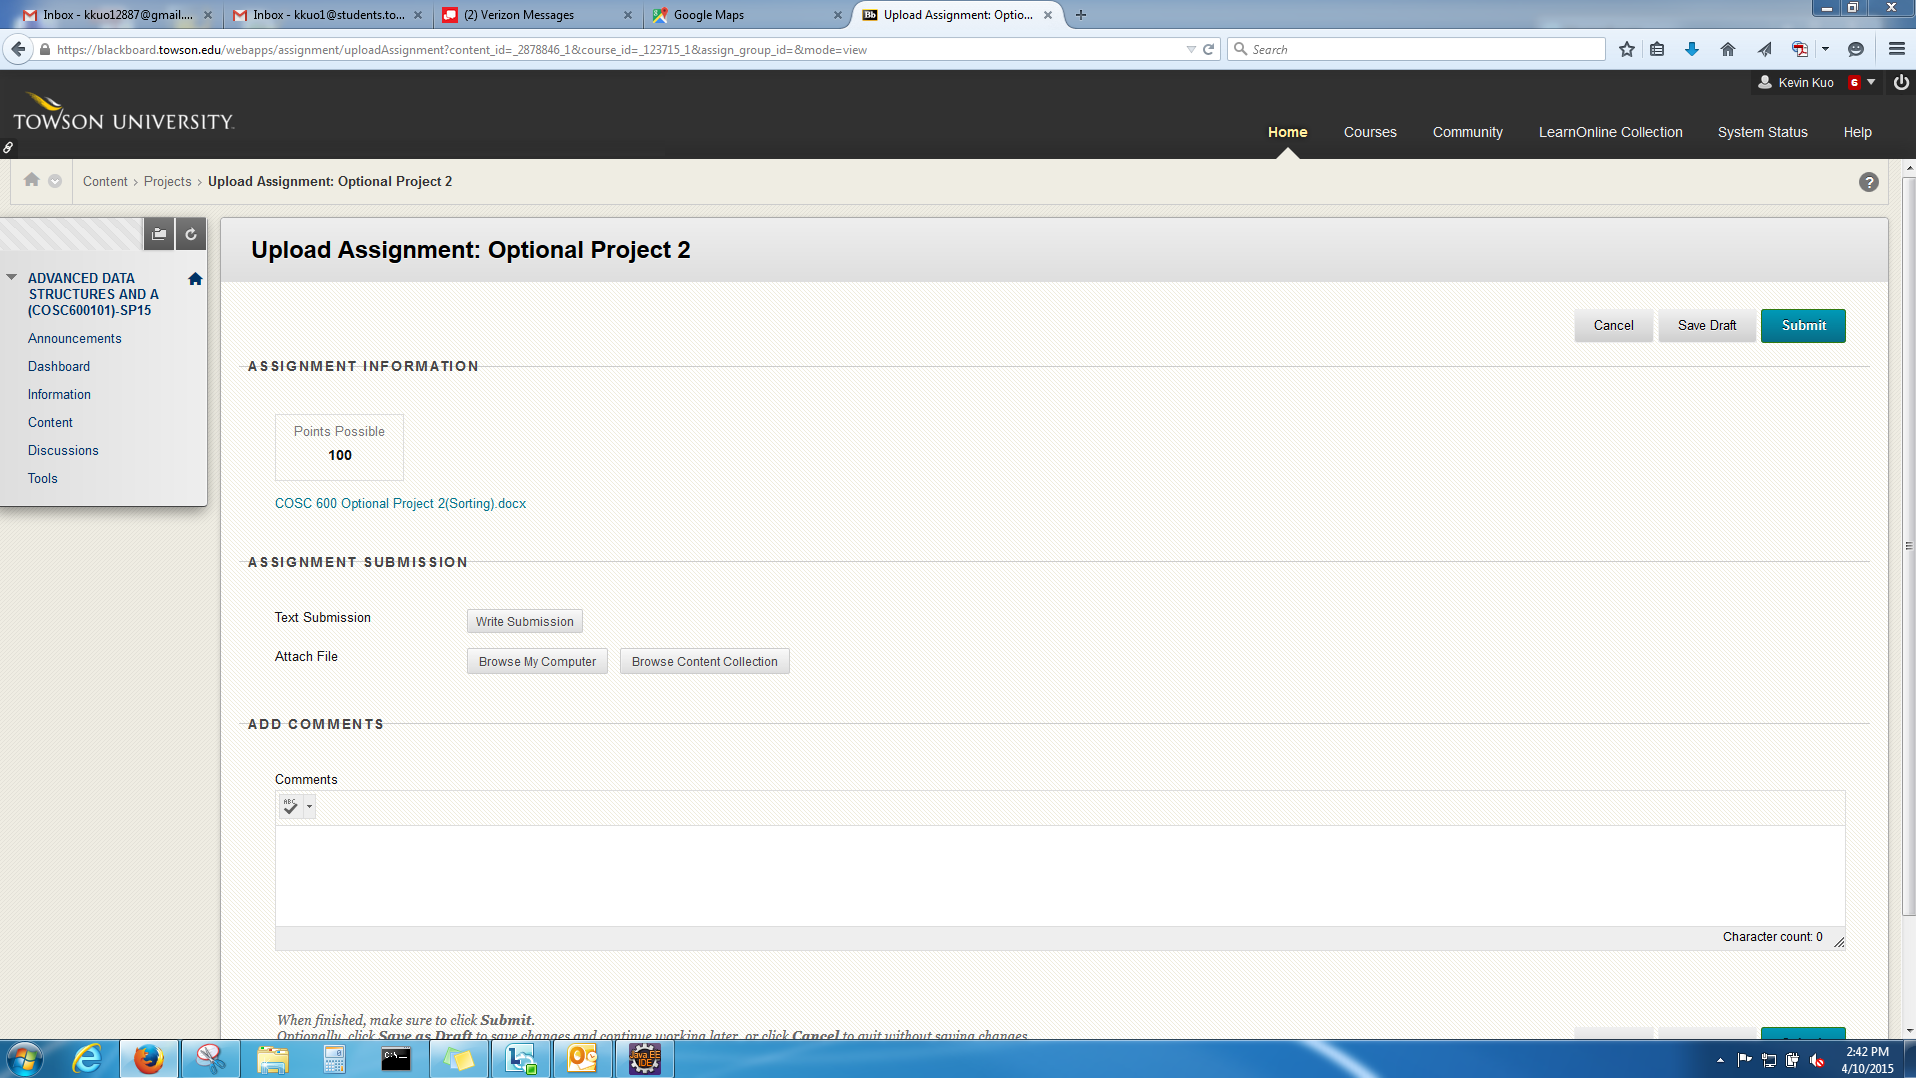 Inbox - kkuo12887@gmail....
Inbox - kkuo1@students.to...
(2) Verizon Messages
Google Maps
Bb Upload Assignment: Optio...
https://blackboard.towson.edu/webapps/assignment/uploadAssignment?content_id=_2878846_1&course_id=_123715_1&assign_group_id=&mode=view
Search
Kevin Kuo 6
TOWSON UNIVERSITY
Home Courses Community LearnOnline Collection System Status Help
Content > Projects > Upload Assignment: Optional Project 2
?
Upload Assignment: Optional Project 2
ADVANCED DATA
STRUCTURES AND A
(COSC600101)-SP15
Announcements
Dashboard
Information
Content
Discussions
Tools
Cancel Save Draft Submit
ASSIGNMENT INFORMATION
Points Possible
100
COSC 600 Optional Project 2(Sorting).docx
ASSIGNMENT SUBMISSION
Text Submission Write Submission
Attach File Browse My Computer Browse Content Collection
ADD COMMENTS
Comments
ABC
Character count: 0
When finished, make sure to click Submit.
Optionally, click Save as Draft to save changes and continue working later, or click Cancel to quit without saving changes.
C:\_
Java EE
IDE
2:42 PM
4/10/2015